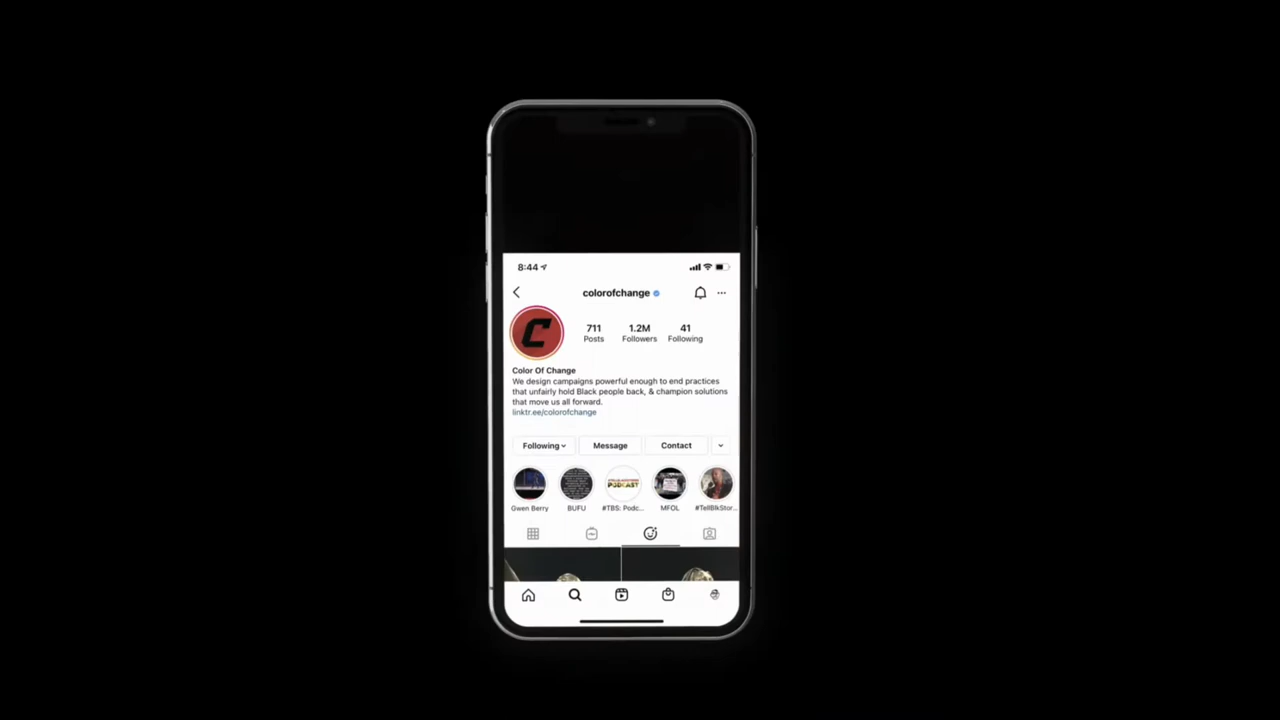 8:44
colorofchange
711 1.2M 41
Posts Followers Following
Color Of Change
We design campaigns powerful enough to end practices
that unfairly hold Black people back, & champion solutions
that move us all forward.
linktr.ee/colorofchange
Following Message Contact
PODCAST
Gwen Berry BUFU #TBS: Podc... MFOL #TellBlkStor...